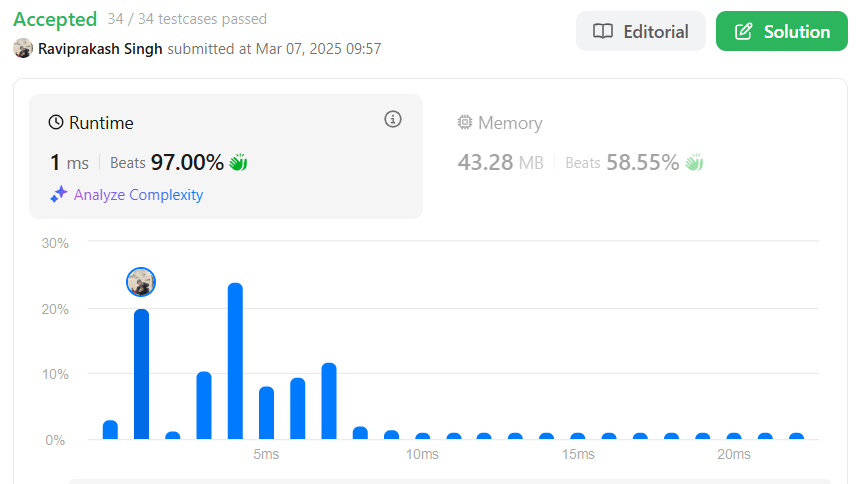 Accepted 34 / 34 testcases passed
Raviprakash Singh submitted at Mar 07, 2025 09:57
Editorial
Solution
Runtime
1 ms Beats 97.00%
Analyze Complexity
Memory
43.28 MB Beats 58.55%
30%
20%
10%
0%
5ms 10ms 15ms 20ms